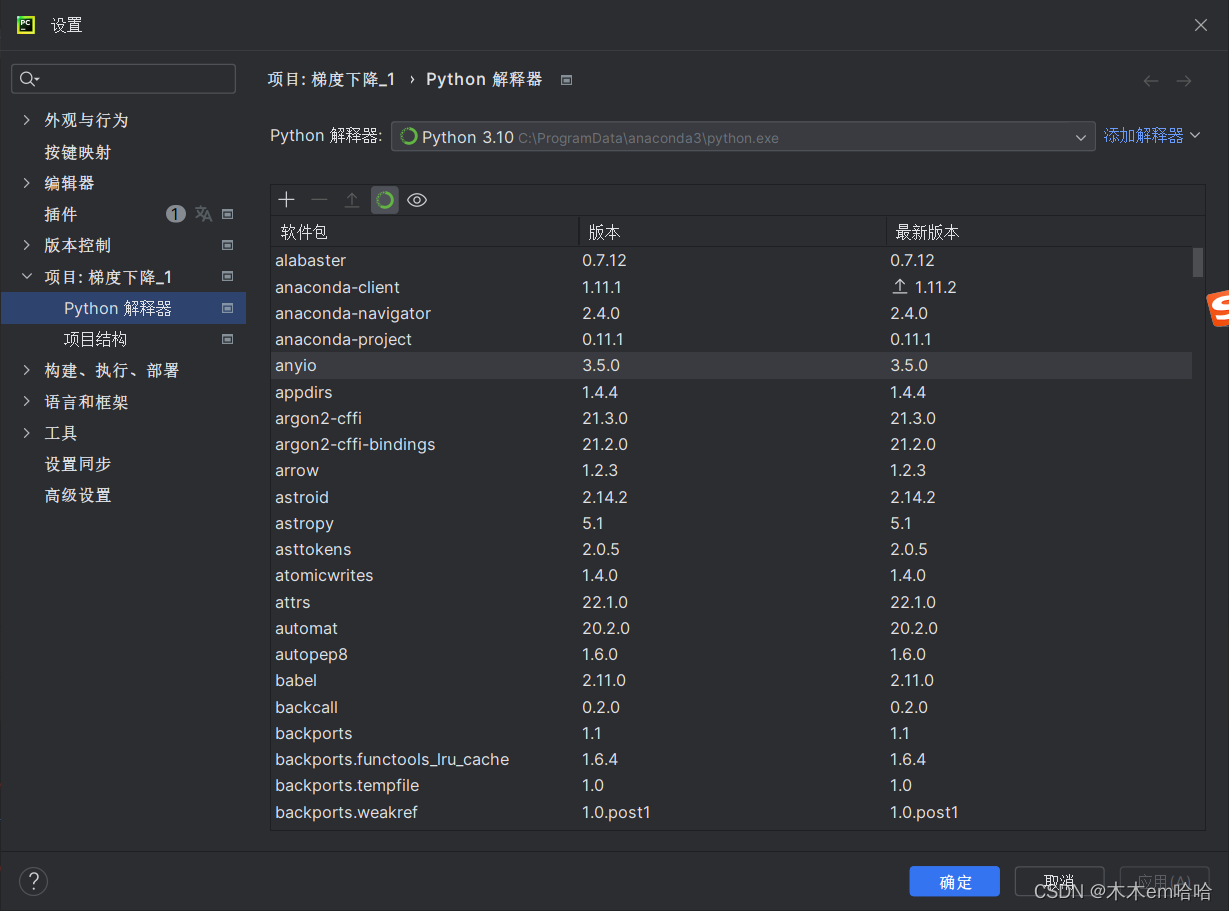 PC
设置
项目: 梯度下降_1 › Python 解释器
外观与行为
按键映射
编辑器
插件 1
版本控制
项目: 梯度下降_1
Python 解释器
项目结构
构建、执行、部署
语言和框架
工具
设置同步
高级设置
Python 解释器: Python 3.10 C:\ProgramData\anaconda3\python.exe 添加解释器
软件包 版本 最新版本
alabaster 0.7.12 0.7.12
anaconda-client 1.11.1 1.11.2
anaconda-navigator 2.4.0 2.4.0
anaconda-project 0.11.1 0.11.1
anyio 3.5.0 3.5.0
appdirs 1.4.4 1.4.4
argon2-cffi 21.3.0 21.3.0
argon2-cffi-bindings 21.2.0 21.2.0
arrow 1.2.3 1.2.3
astroid 2.14.2 2.14.2
astropy 5.1 5.1
asttokens 2.0.5 2.0.5
atomicwrites 1.4.0 1.4.0
attrs 22.1.0 22.1.0
automat 20.2.0 20.2.0
autopep8 1.6.0 1.6.0
babel 2.11.0 2.11.0
backcall 0.2.0 0.2.0
backports 1.1 1.1
backports.functools_lru_cache 1.6.4 1.6.4
backports.tempfile 1.0 1.0
backports.weakref 1.0.post1 1.0.post1
? 确定 取消 应用(A)
CSDN @木木em哈哈